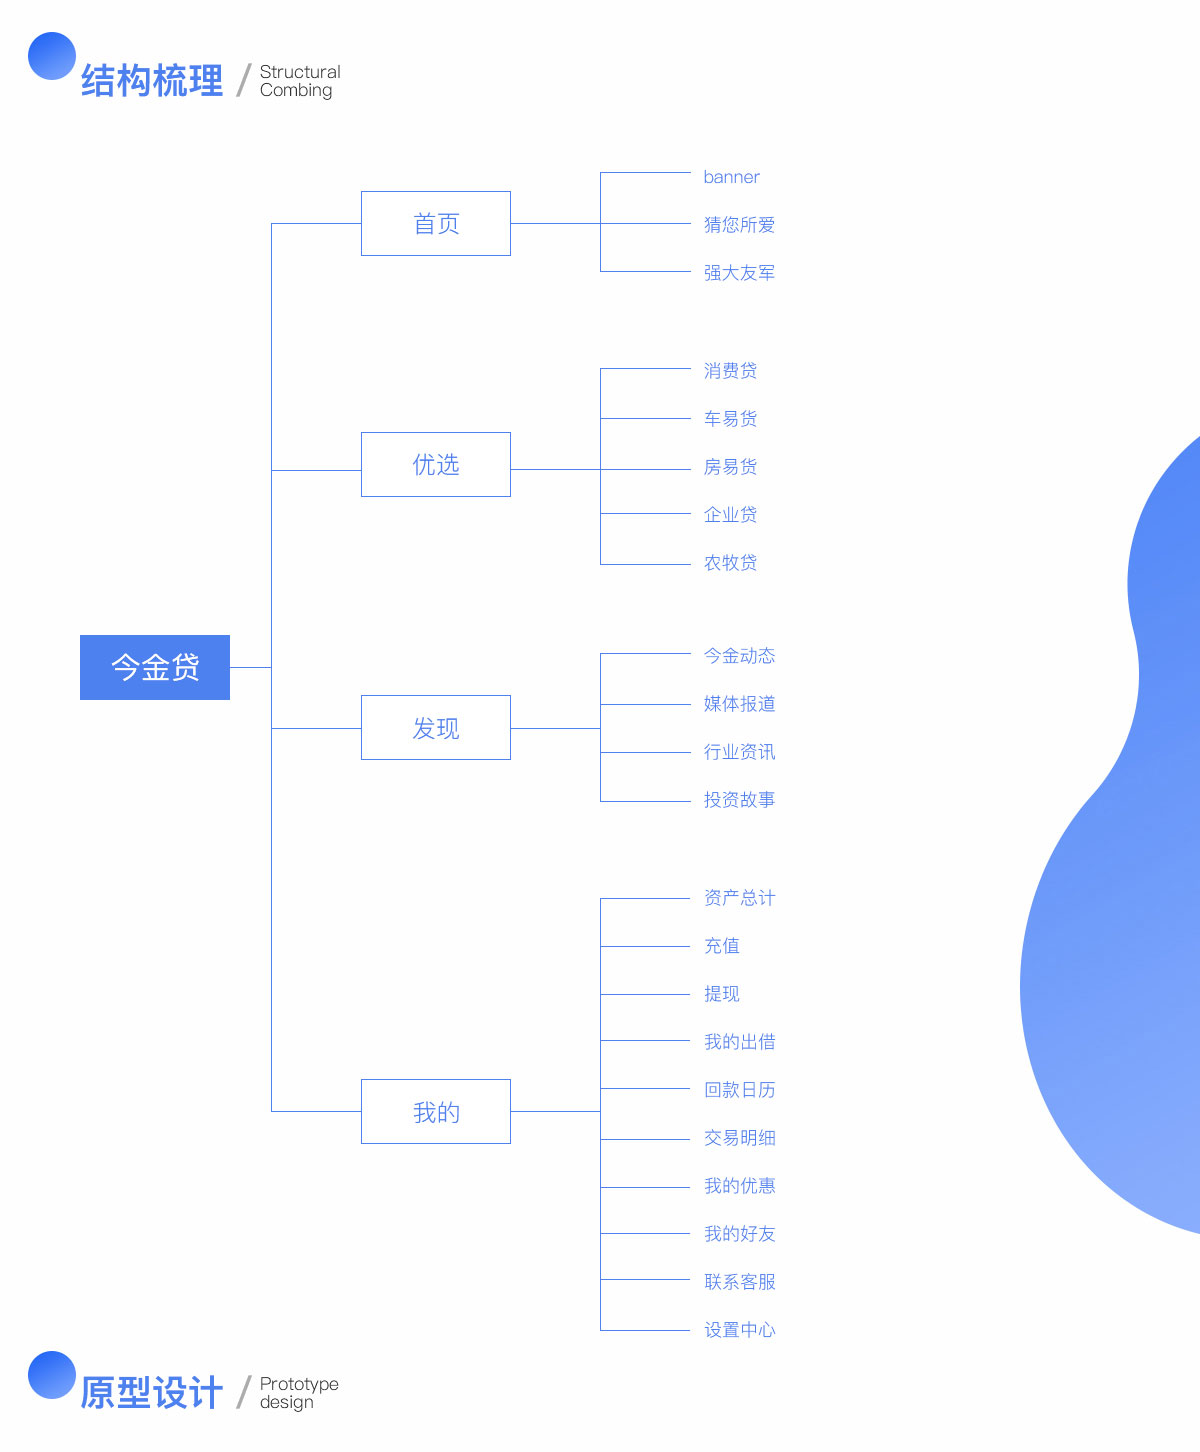 结构梳理 / Structural
Combing
首页
banner
猜您所爱
强大友军
优选
消费贷
车易货
房易货
企业贷
农牧贷
今金贷
发现
今金动态
媒体报道
行业资讯
投资故事
我的
资产总计
充值
提现
我的出借
回款日历
交易明细
我的优惠
我的好友
联系客服
设置中心
原型设计 / Prototype
design